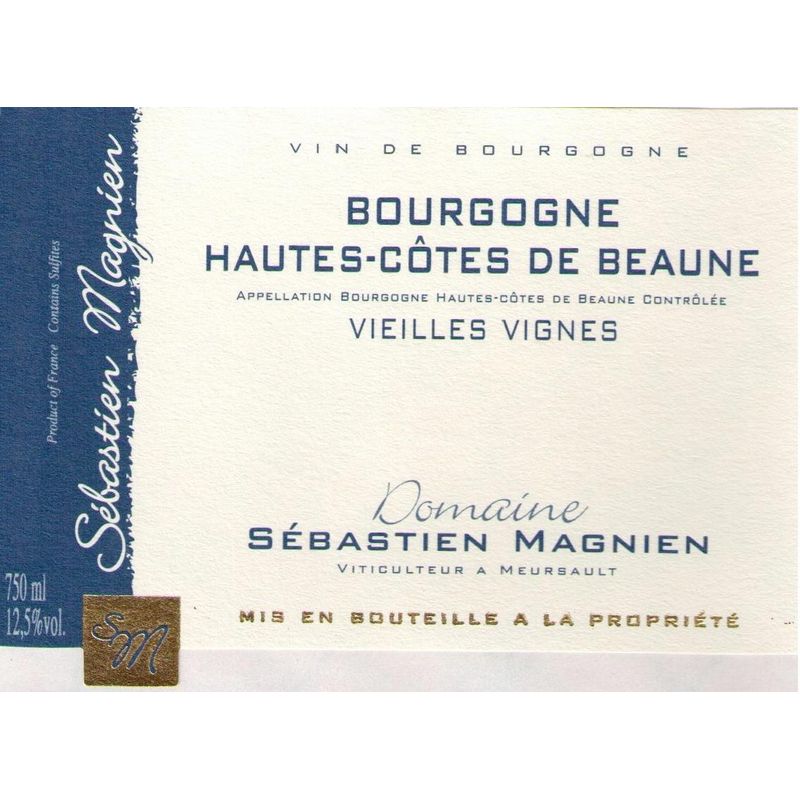 VIN DE BOURGOGNE
BOURGOGNE
HAUTES-CÔTES DE BEAUNE
APPELLATION BOURGOGNE HAUTES-CÔTES DE BEAUNE CONTRÔLÉE
VIEILLES VIGNES
Domaine
SÉBASTIEN MAGNIEN
VITICULTEUR A MEURSAULT
MIS EN BOUTEILLE A LA PROPRIÉTÉ
Sébastien Magnien
Product of France Contains Sulfites
750 ml
12,5%vol.
SM